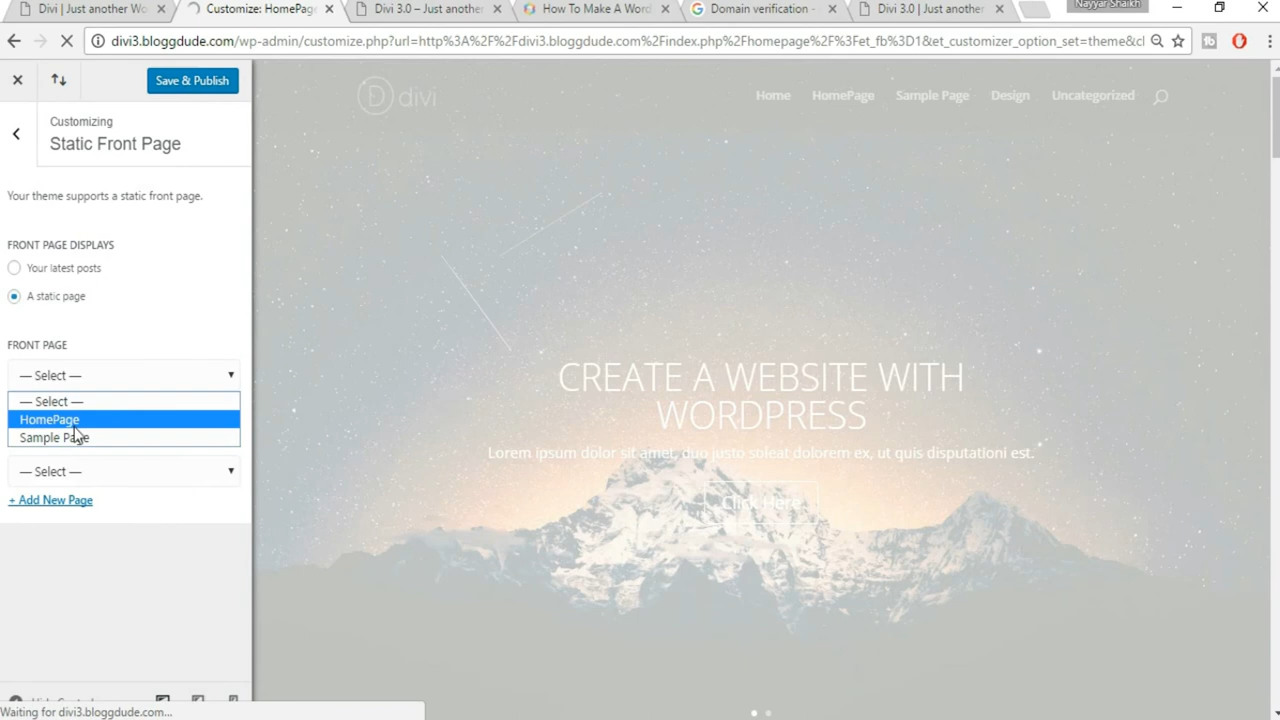 Divi | Just another Wo
Customize: HomePag
Divi 3.0 – Just another
How To Make A Word
Domain verification -
Divi 3.0 | Just another
Nayyar Shaikh
divi3.bloggdude.com/wp-admin/customize.php?url=http%3A%2F%2Fdivi3.bloggdude.com%2Findex.php%2Fhomepage%2F%3Fet_fb%3D1&et_customizer_option_set=theme&cl
Save & Publish
Customizing
Static Front Page
Your theme supports a static front page.
FRONT PAGE DISPLAYS
Your latest posts
A static page
FRONT PAGE
— Select —
— Select —
HomePage
Sample Page
— Select —
+ Add New Page
Waiting for divi3.bloggdude.com...
D divi
Home HomePage Sample Page Design Uncategorized
CREATE A WEBSITE WITH
WORDPRESS
Lorem ipsum dolor sit amet, duo justo soleat dolorem ex, ut quis disputationi est.
Click Here